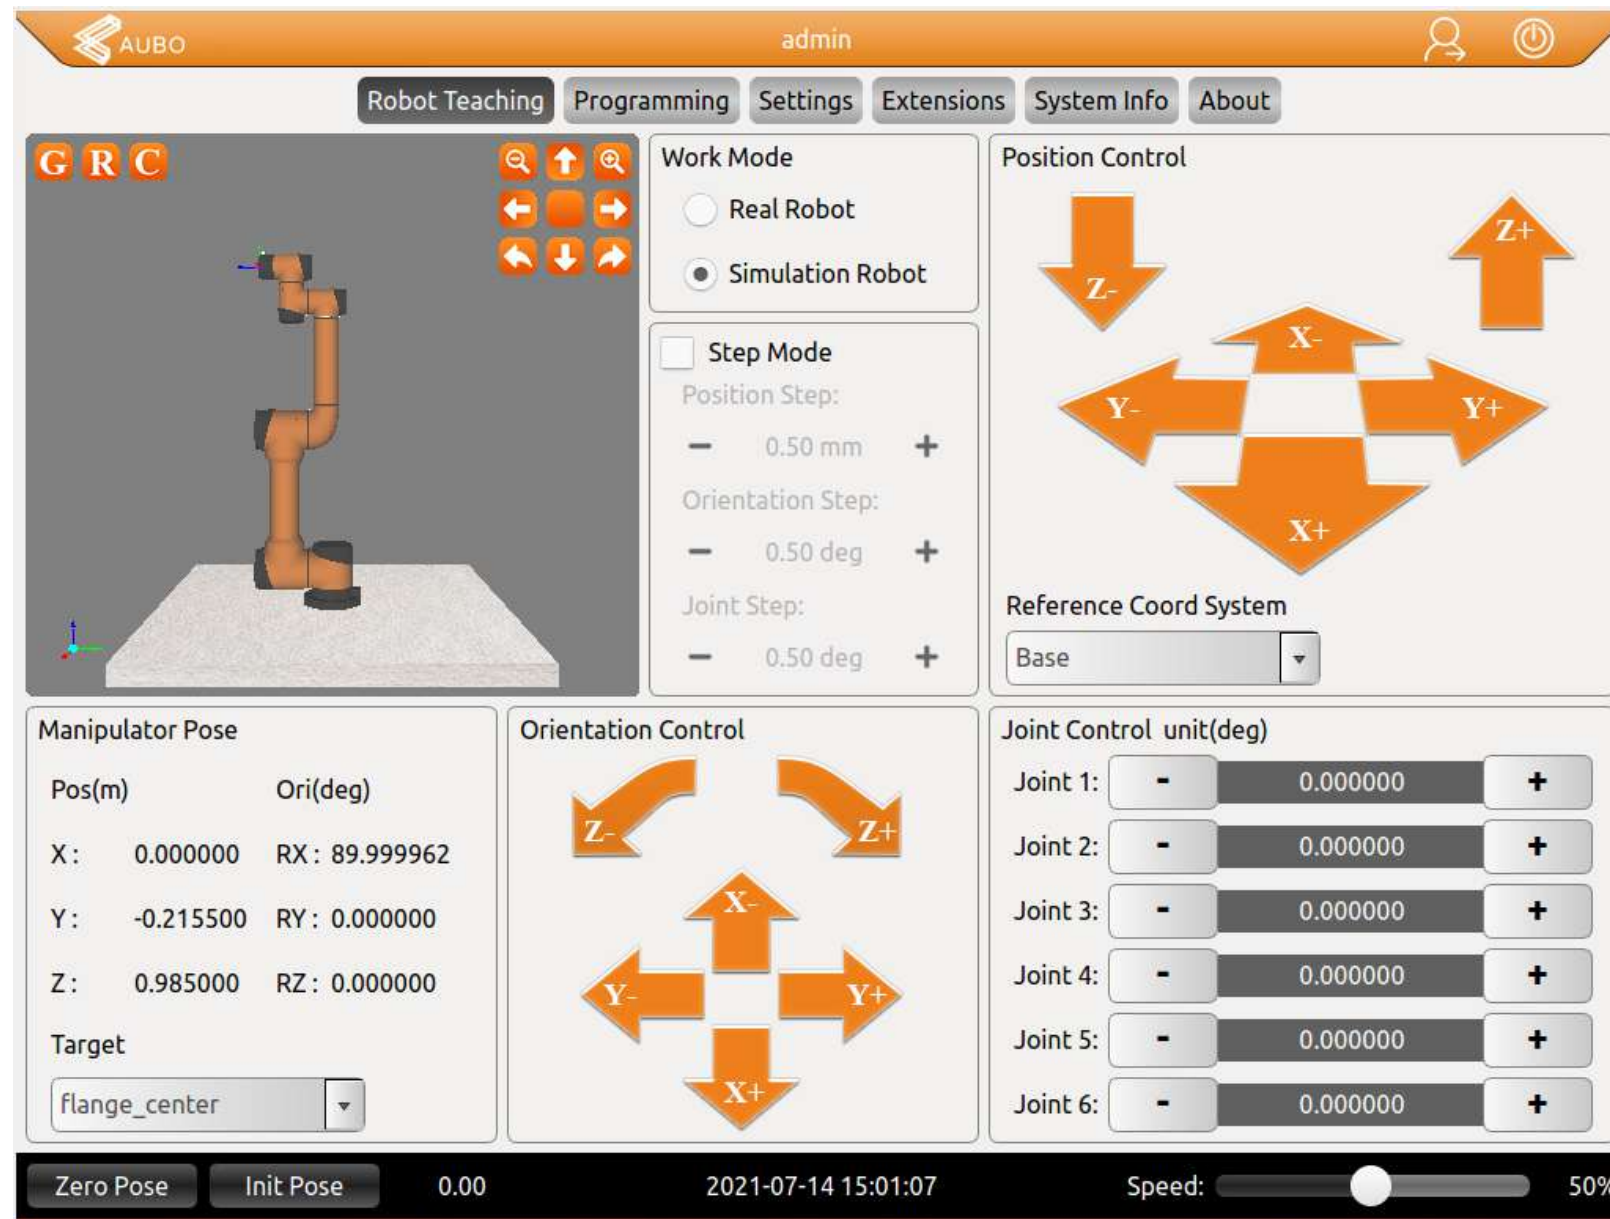 AUBO
admin
Robot Teaching Programming Settings Extensions System Info About
G R C
Work Mode
Real Robot
Simulation Robot
Step Mode
Position Step:
- 0.50 mm +
Orientation Step:
- 0.50 deg +
Joint Step:
- 0.50 deg +
Position Control
Z-
Z+
X-
Y-
Y+
X+
Reference Coord System
Base
Manipulator Pose
Pos(m) Ori(deg)
X: 0.000000 RX: 89.999962
Y: -0.215500 RY: 0.000000
Z: 0.985000 RZ: 0.000000
Target
flange_center
Orientation Control
Z- Z+
X-
Y- Y+
X+
Joint Control unit(deg)
Joint 1: - 0.000000 +
Joint 2: - 0.000000 +
Joint 3: - 0.000000 +
Joint 4: - 0.000000 +
Joint 5: - 0.000000 +
Joint 6: - 0.000000 +
Zero Pose Init Pose 0.00 2021-07-14 15:01:07 Speed: 50%